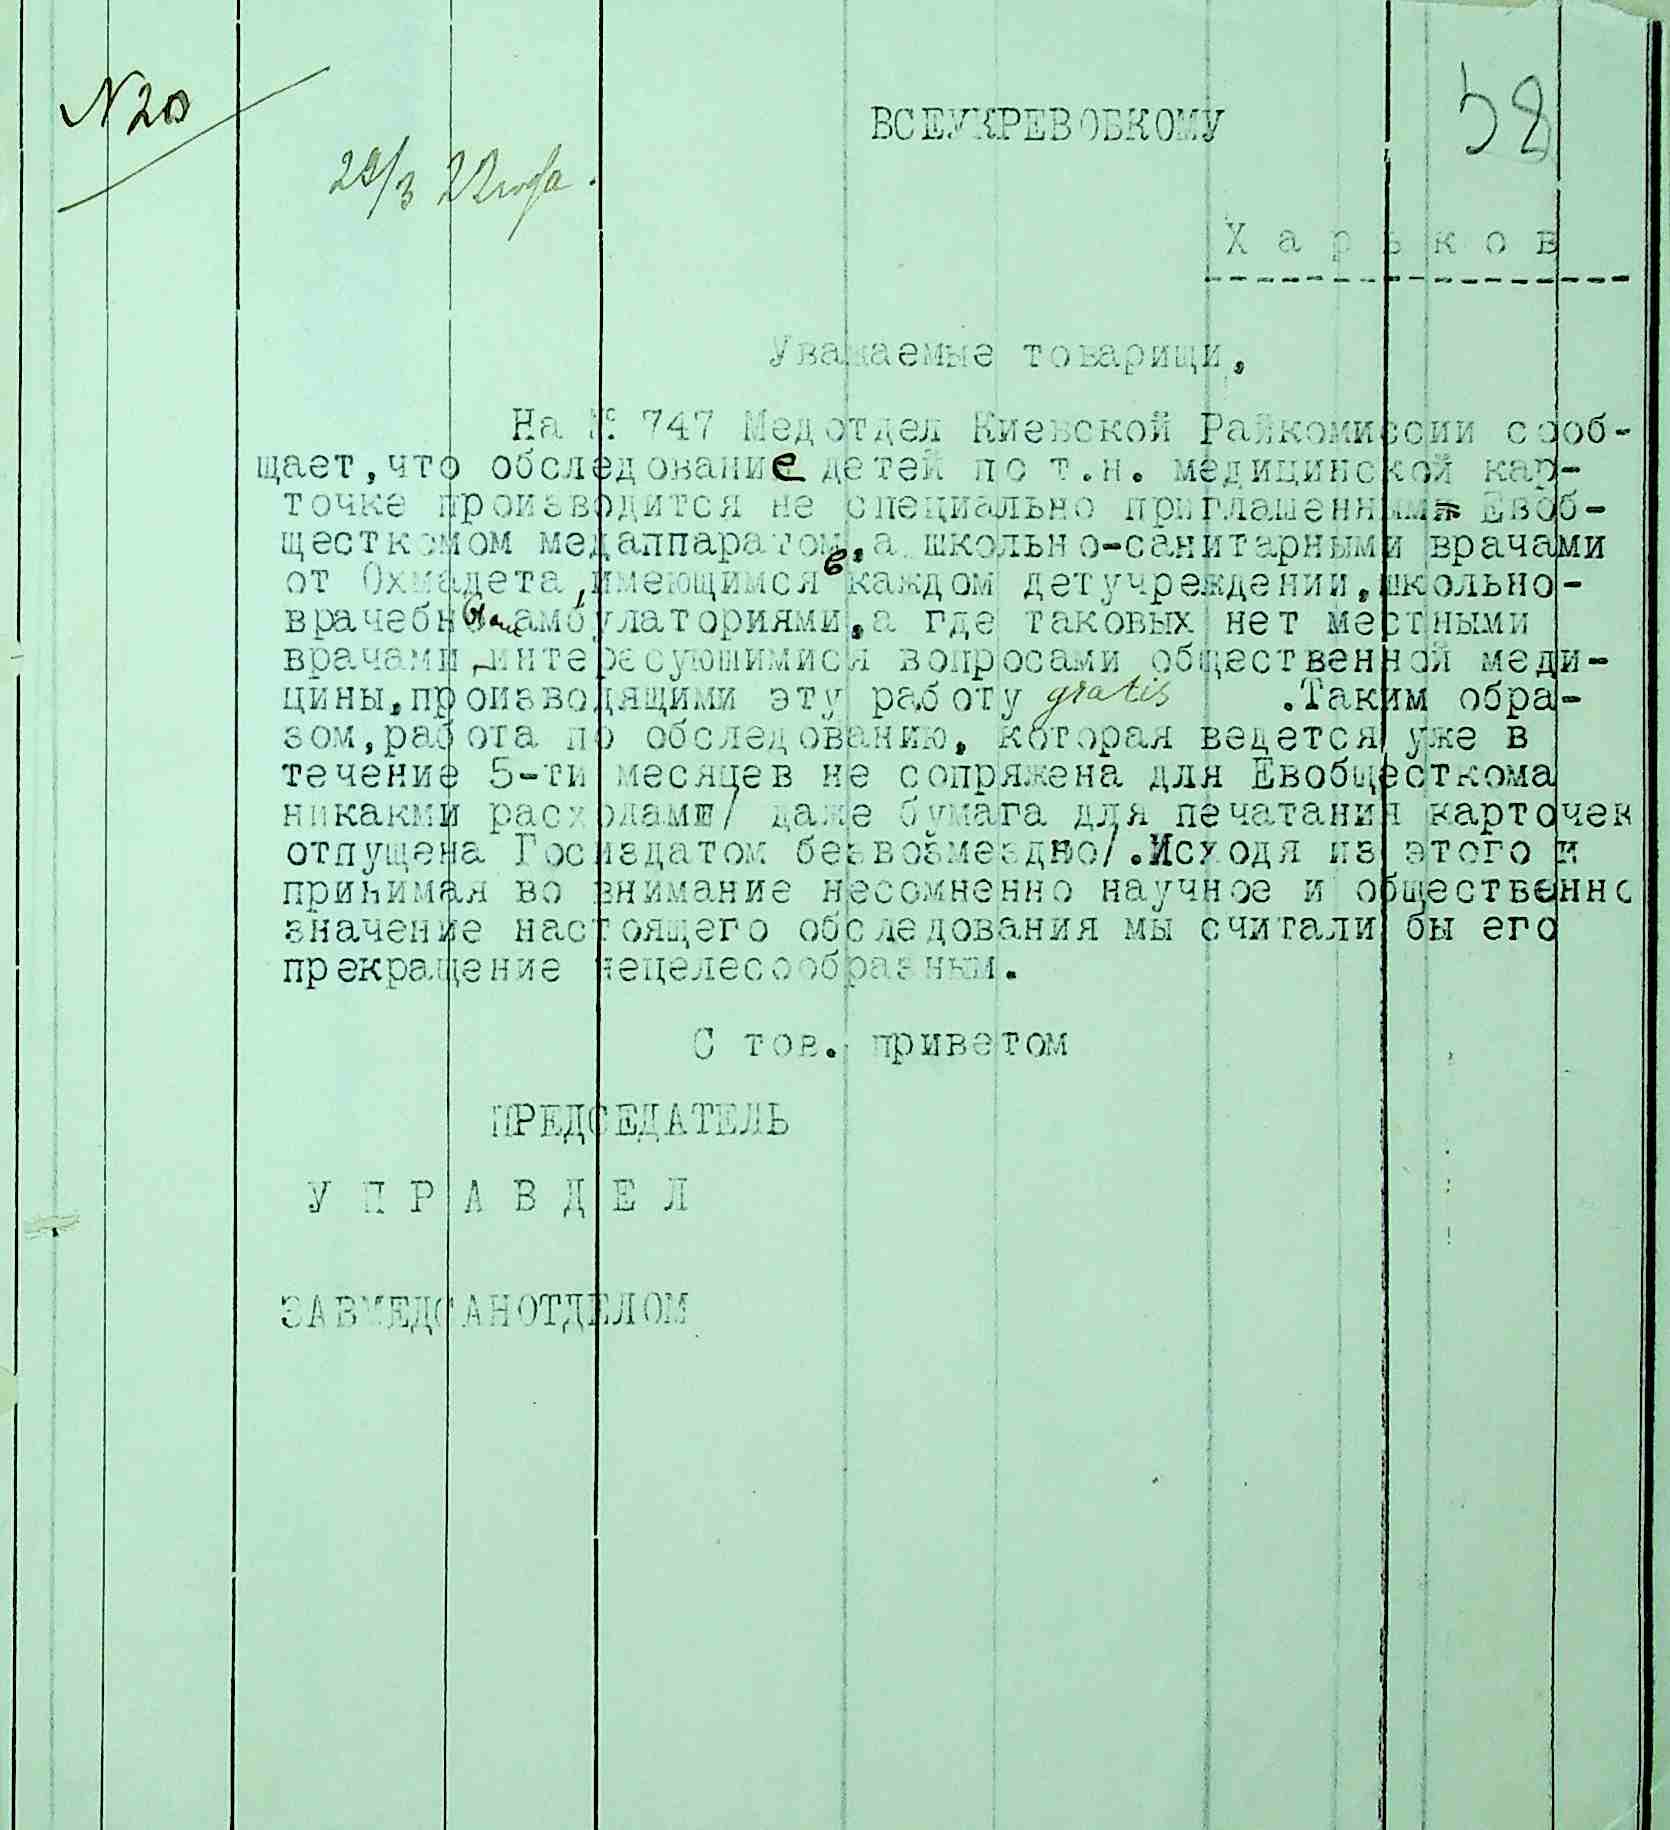 N 20
58
ВСЕУКРЕВОБКОМУ
29/3 22 года.
Харьков
Уважаемые товарищи,
На № 747 Медотдел Киевской Райкомиссии сооб-
щает,что обследование детей по т.н. медицинской кар-
точке производится не специально приглашенным Евоб-
щесткомом медаппаратом,а школьно-санитарными врачами
от Охмадета,имеющимся в каждом детучреждении,школьно-
врачебными амбулаториями,а где таковых нет местными
врачами,интересующимися вопросами общественной меди-
цины,производящими эту работу gratis .Таким обра-
зом,работа по обследованию, которая ведется уже в
течение 5-ти месяцев не сопряжена для Евобщесткома
никакми расходами/ даже бумага для печатания карточек
отпущена Госиздатом безвозмездно/.Исходя из этого и
принимая во внимание несомненно научное и общественно
значение настоящего обследования мы считали бы его
прекращение нецелесообразным.
С тов. приветом
ПРЕДСЕДАТЕЛЬ
УПРАВДЕЛ
ЗАВМЕДСАНОТДЕЛОМ